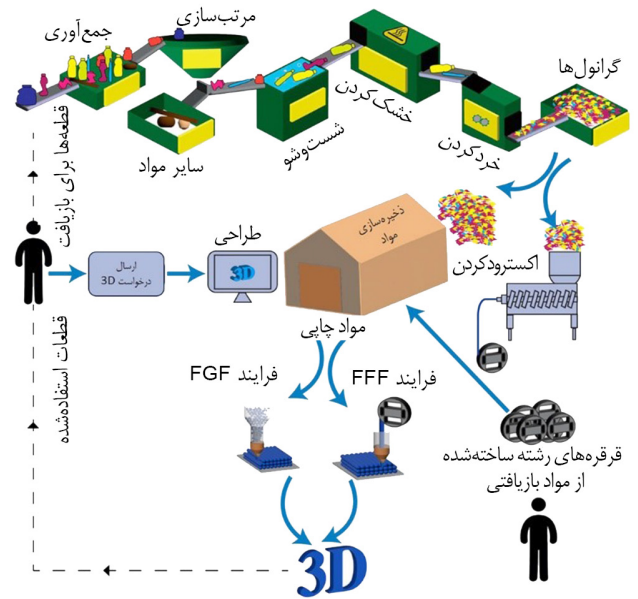 مرتب‌سازی
جمع‌آوری
گرانول‌ها
خشک‌کردن
خردکردن
شست‌وشو
سایر مواد
قطعه‌ها برای بازیافت
ذخیره‌سازی
مواد
طراحی
3D
ارسال
درخواست 3D
اکسترودکردن
مواد چاپی
فرایند FGF
فرایند FFF
قطعات استفاده‌شده
قرقره‌های رشته ساخته‌شده
از مواد بازیافتی
3D